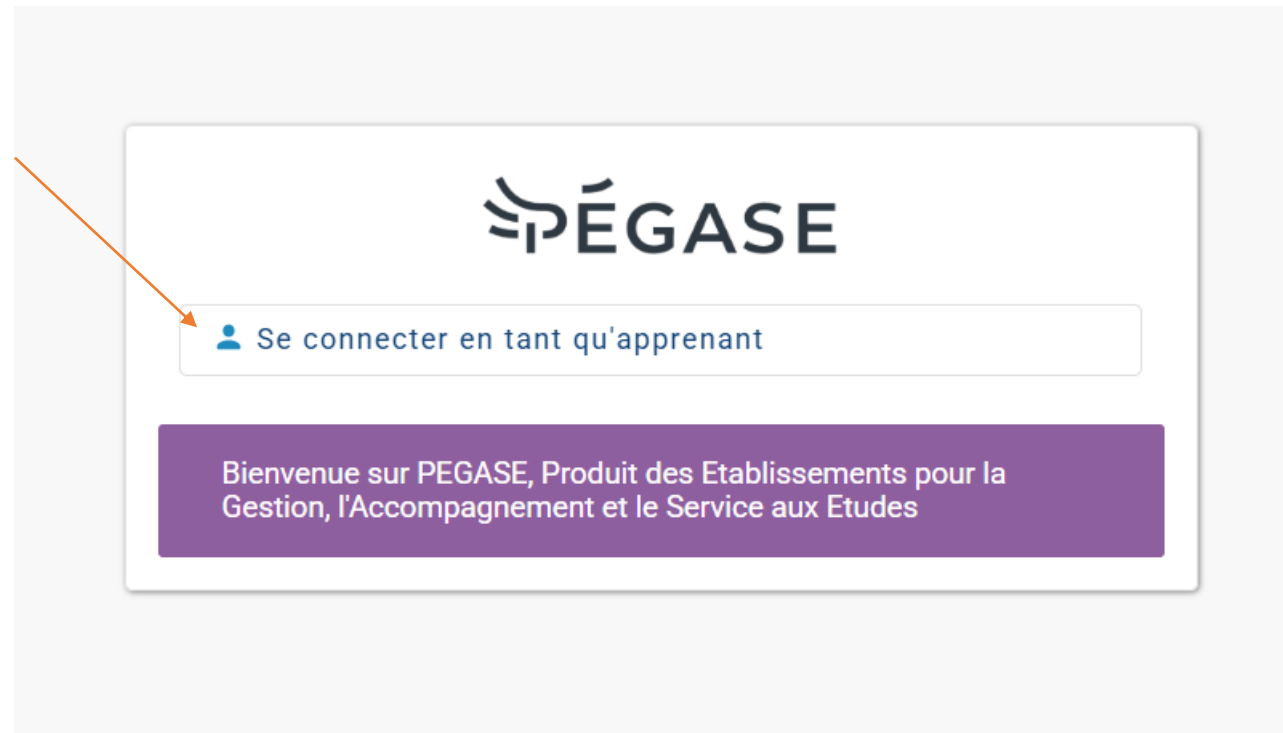 PÉGASE
Se connecter en tant qu'apprenant
Bienvenue sur PEGASE, Produit des Etablissements pour la
Gestion, l'Accompagnement et le Service aux Etudes